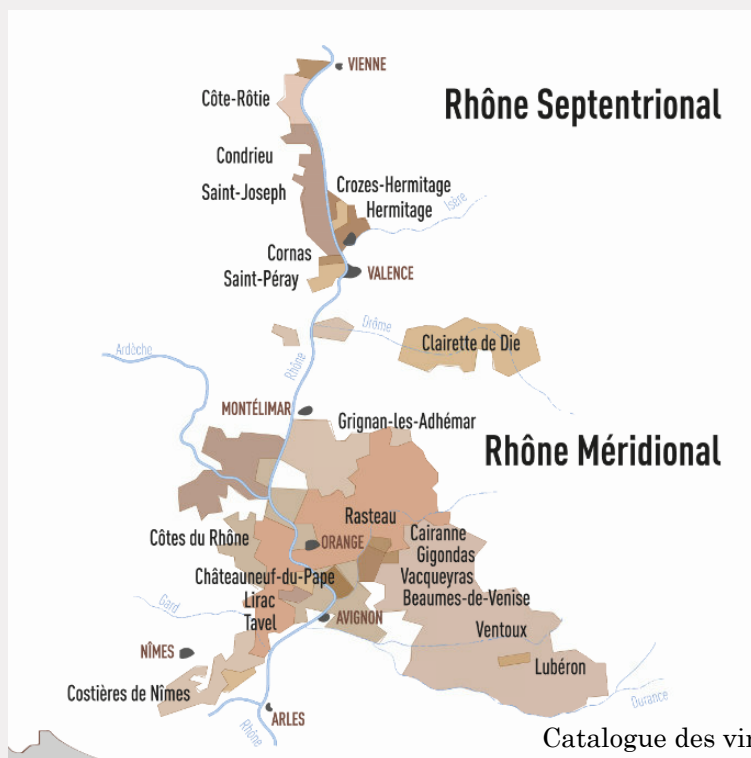 VIENNE
Côte-Rôtie
Rhône Septentrional
Condrieu
Saint-Joseph
Crozes-Hermitage
Hermitage
Isère
Cornas
Saint-Péray
VALENCE
Drôme
Clairette de Die
Ardèche
Rhône
MONTÉLIMAR
Grignan-les-Adhémar
Rhône Méridional
Rasteau
Côtes du Rhône
ORANGE
Cairanne
Gigondas
Châteauneuf-du-Pape
Vacqueyras
Lirac
Beaumes-de-Venise
Gard
Tavel
AVIGNON
Ventoux
NÎMES
Lubéron
Costières de Nîmes
Durance
ARLES
Rhône
Catalogue des vin